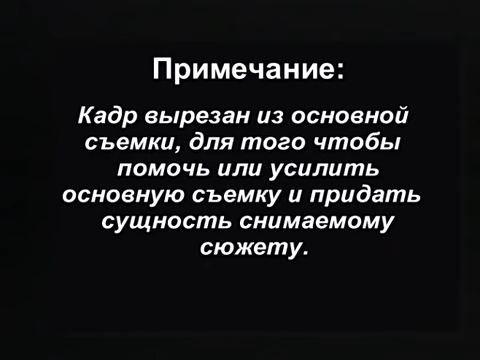 Примечание:
Кадр вырезан из основной
съемки, для того чтобы
помочь или усилить
основную съемку и придать
сущность снимаемому
сюжету.